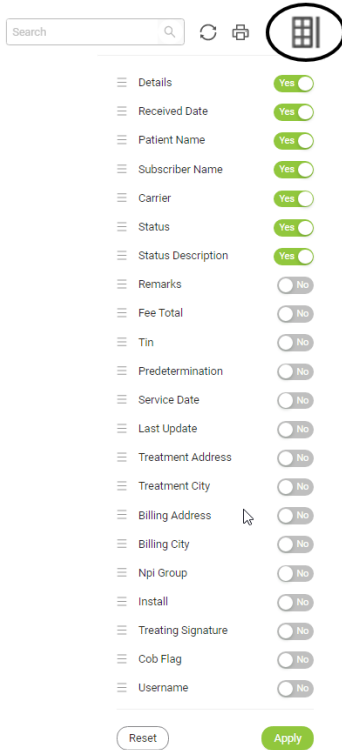 Search
Details Yes
Received Date Yes
Patient Name Yes
Subscriber Name Yes
Carrier Yes
Status Yes
Status Description Yes
Remarks No
Fee Total No
Tin No
Predetermination No
Service Date No
Last Update No
Treatment Address No
Treatment City No
Billing Address No
Billing City No
Npi Group No
Install No
Treating Signature No
Cob Flag No
Username No
Reset Apply